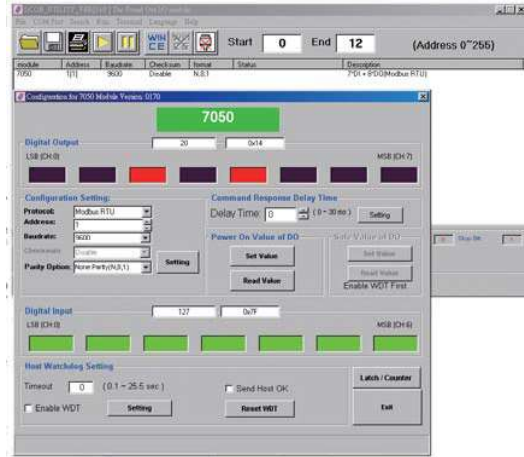 File COM Port Search Run Terminal Language Help
WIN CE
Start 0 End 12 (Address 0~255)
module Address Baudrate Checksum format Status Description
7050 1[1] 9600 Disable N,8,1 7*DI + 8*DO(Modbus RTU)
Configuration for 7050 Module Version: 0170
7050
Digital Output 20 0x14
LSB (CH:0) MSB (CH:7)
Configuration Setting:
Protocol: Modbus RTU
Address: 1
Baudrate: 9600
Checksum: Disable
Parity Option: None Parity(N,8,1)
Setting
Command Response Delay Time
Delay Time: 0 (0~30 ms) Setting
Power On Value of DO
Set Value
Read Value
Safe Value of DO
Set Value
Read Value
Enable WDT First
Stop Bit
Digital Input 127 0x7F
LSB (CH:0) MSB (CH:6)
Host Watchdog Setting
Timeout 0 (0.1 ~ 25.5 sec)
Send Host OK
Enable WDT
Setting
Reset WDT
Latch / Counter
Exit